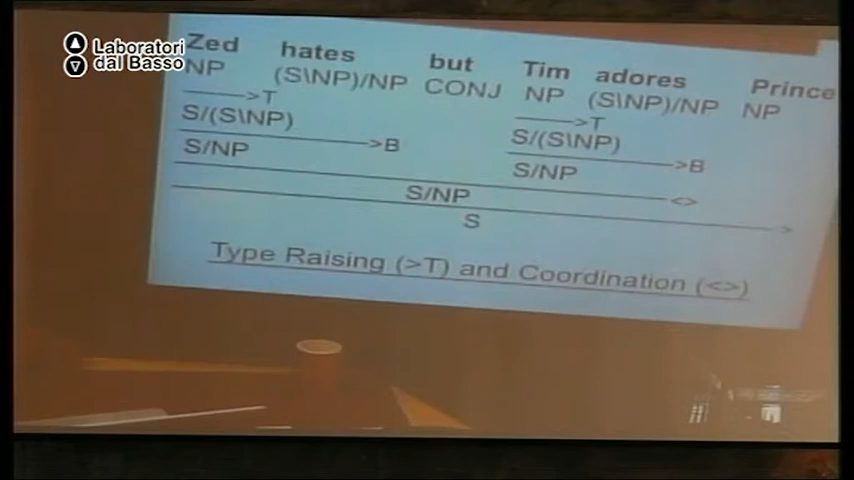 Laboratori
dal Basso
Zed hates but Tim adores Prince
NP (S\NP)/NP CONJ NP (S\NP)/NP NP
———>T ———>T
S/(S\NP) S/(S\NP)
————————>B ————————>B
S/NP S/NP
————————————————————<>
S/NP
————————————————————————>
S
Type Raising (>T) and Coordination (<>)